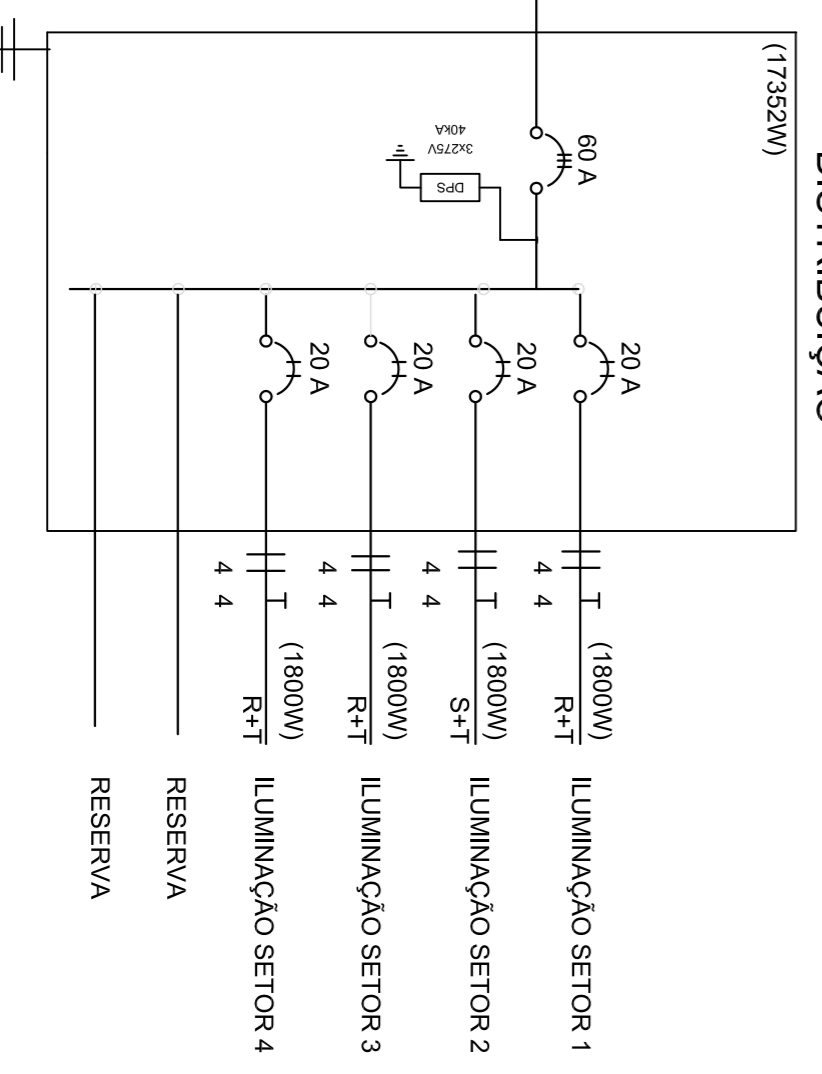 DISTRIBUIÇÃO
(17352W)
60 A
DPS
3x275V
40kA
20 A
4 4
(1800W)
R+T
ILUMINAÇÃO SETOR 1
20 A
4 4
(1800W)
S+T
ILUMINAÇÃO SETOR 2
20 A
4 4
(1800W)
R+T
ILUMINAÇÃO SETOR 3
20 A
4 4
(1800W)
R+T
ILUMINAÇÃO SETOR 4
RESERVA
RESERVA
T
T
T
T